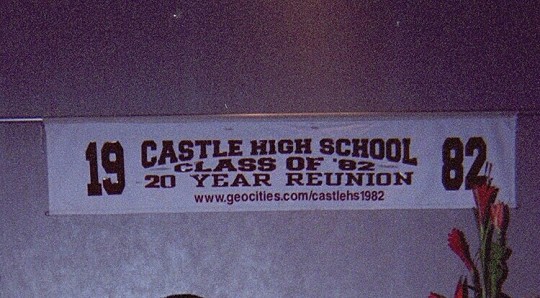 19 CASTLE HIGH SCHOOL 82
CLASS OF '82
20 YEAR REUNION
www.geocities.com/castlehs1982